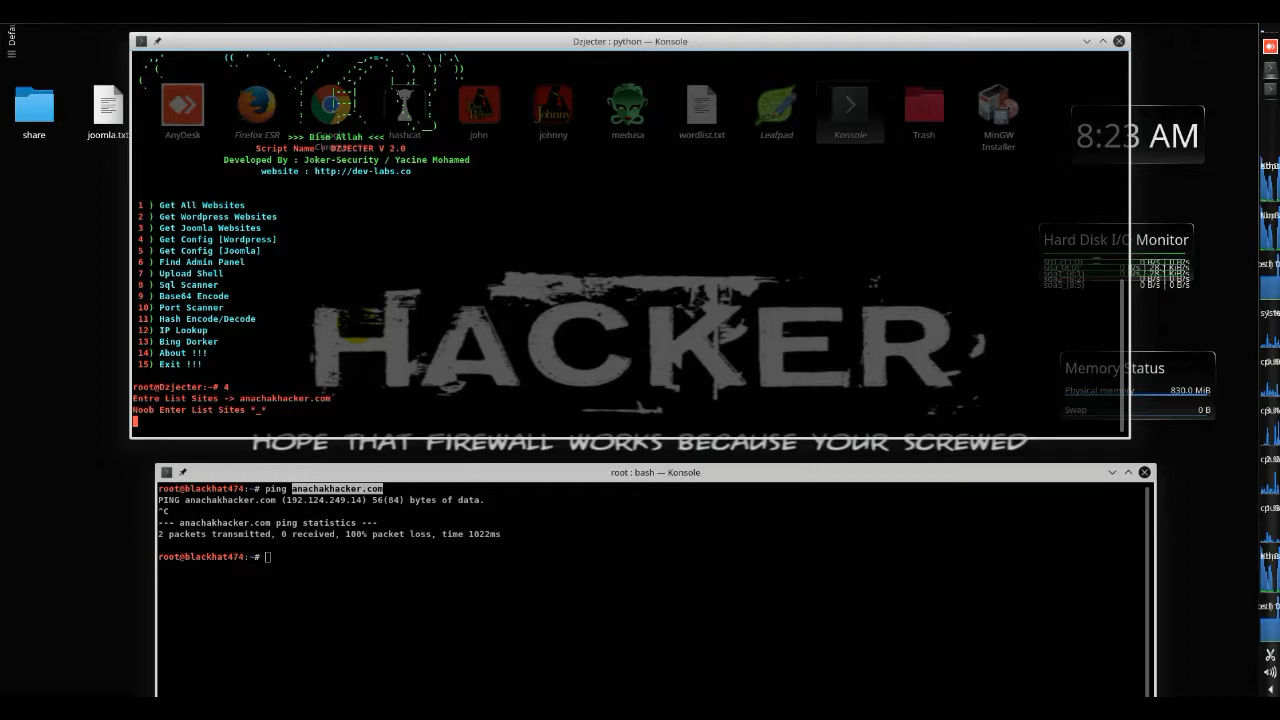 Defa
Dzjecter : python — Konsole
share
joomla.txt
AnyDesk
Firefox ESR
hashcat
john
johnny
medusa
wordlist.txt
Leafpad
Konsole
Trash
MinGW
Installer
8:23 AM
>>> Bism Allah <<<
Script Name : DZJECTER V 2.0
Developed By : Joker-Security / Yacine Mohamed
website : http://dev-labs.co
1 ) Get All Websites
2 ) Get Wordpress Websites
3 ) Get Joomla Websites
4 ) Get Config [Wordpress]
5 ) Get Config [Joomla]
6 ) Find Admin Panel
7 ) Upload Shell
8 ) Sql Scanner
9 ) Base64 Encode
10) Port Scanner
11) Hash Encode/Decode
12) IP Lookup
13) Bing Dorker
14) About !!!
15) Exit !!!
root@Dzjecter:~# 4
Entre List Sites -> anachakhacker.com
Noob Enter List Sites *_*
Hard Disk I/O Monitor
Memory Status
Physical memory 830.0 MiB
Swap 0 B
HACKER
HOPE THAT FIREWALL WORKS BECAUSE YOUR SCREWED
root : bash — Konsole
root@blackhat474:~# ping anachakhacker.com
PING anachakhacker.com (192.124.249.14) 56(84) bytes of data.
^C
--- anachakhacker.com ping statistics ---
2 packets transmitted, 0 received, 100% packet loss, time 1022ms
root@blackhat474:~#